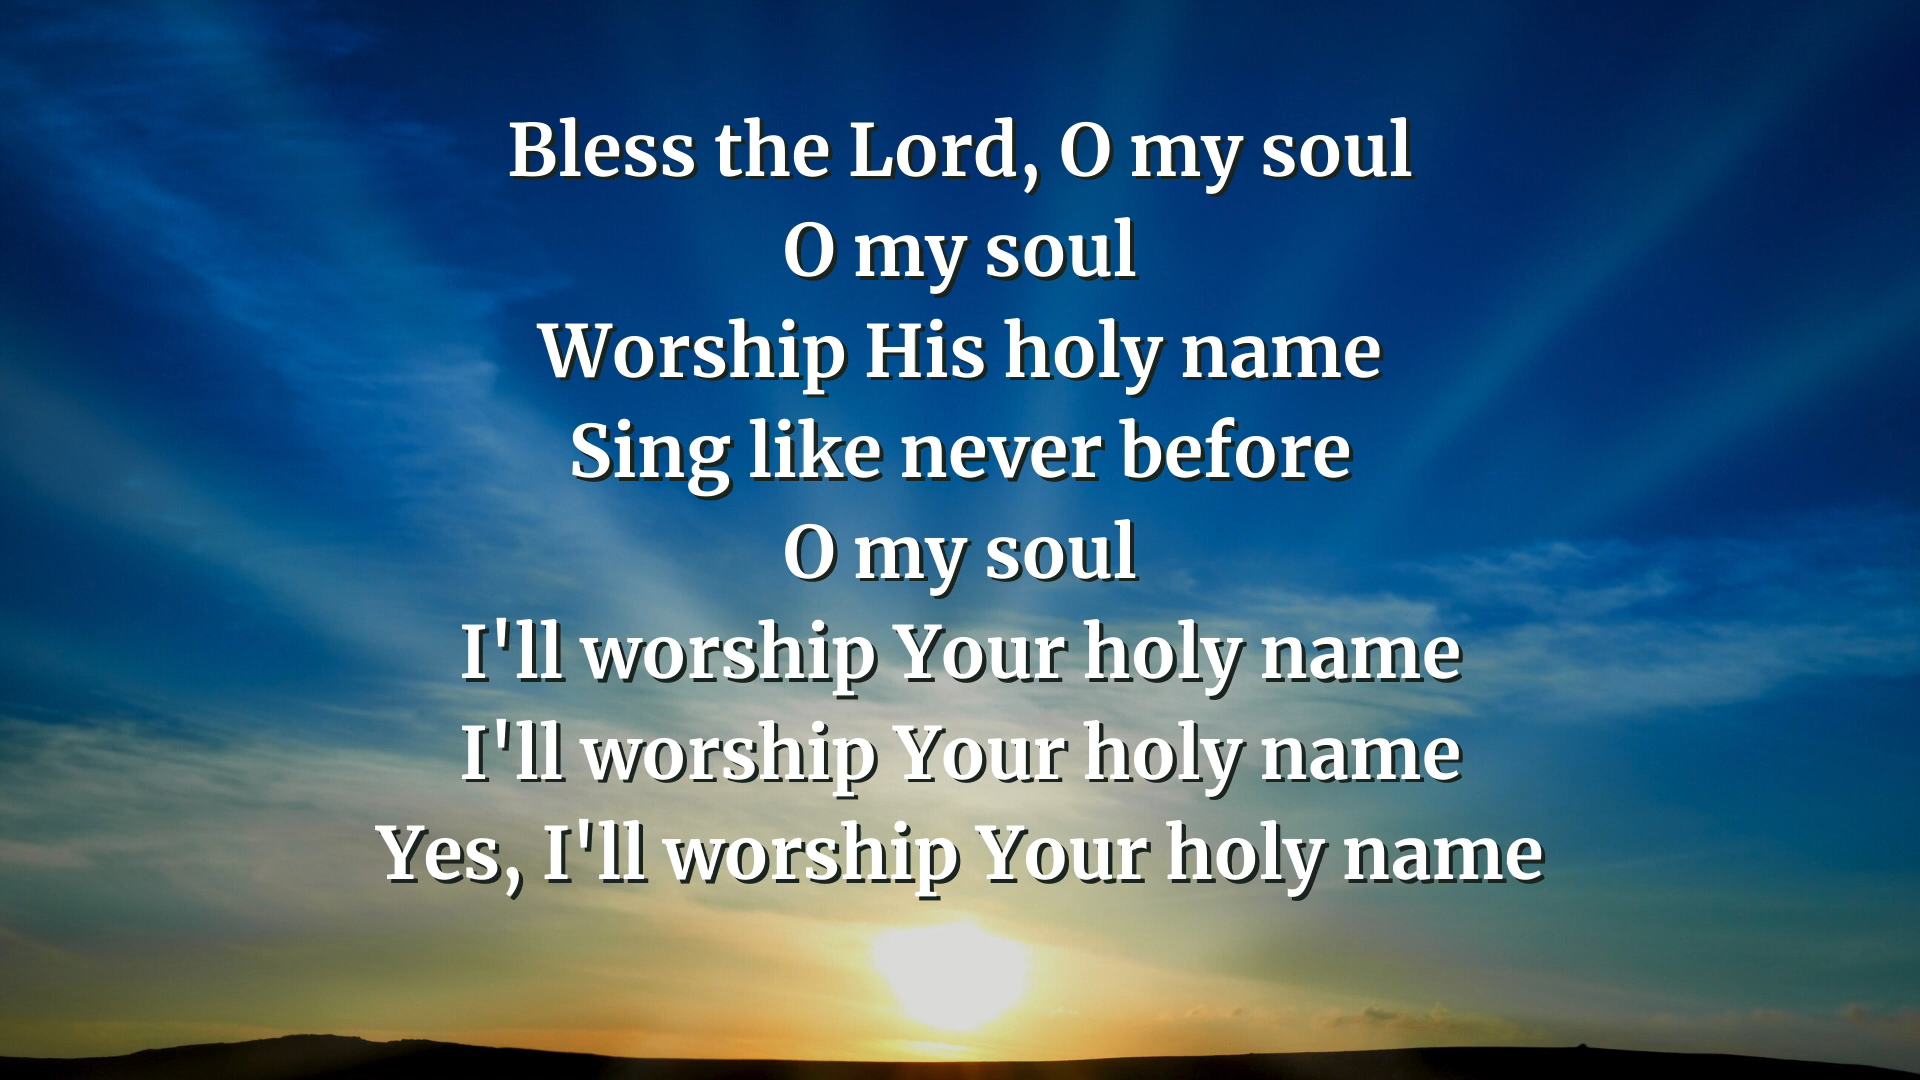 Bless the Lord, O my soul
O my soul
Worship His holy name
Sing like never before
O my soul
I'll worship Your holy name
I'll worship Your holy name
Yes, I'll worship Your holy name